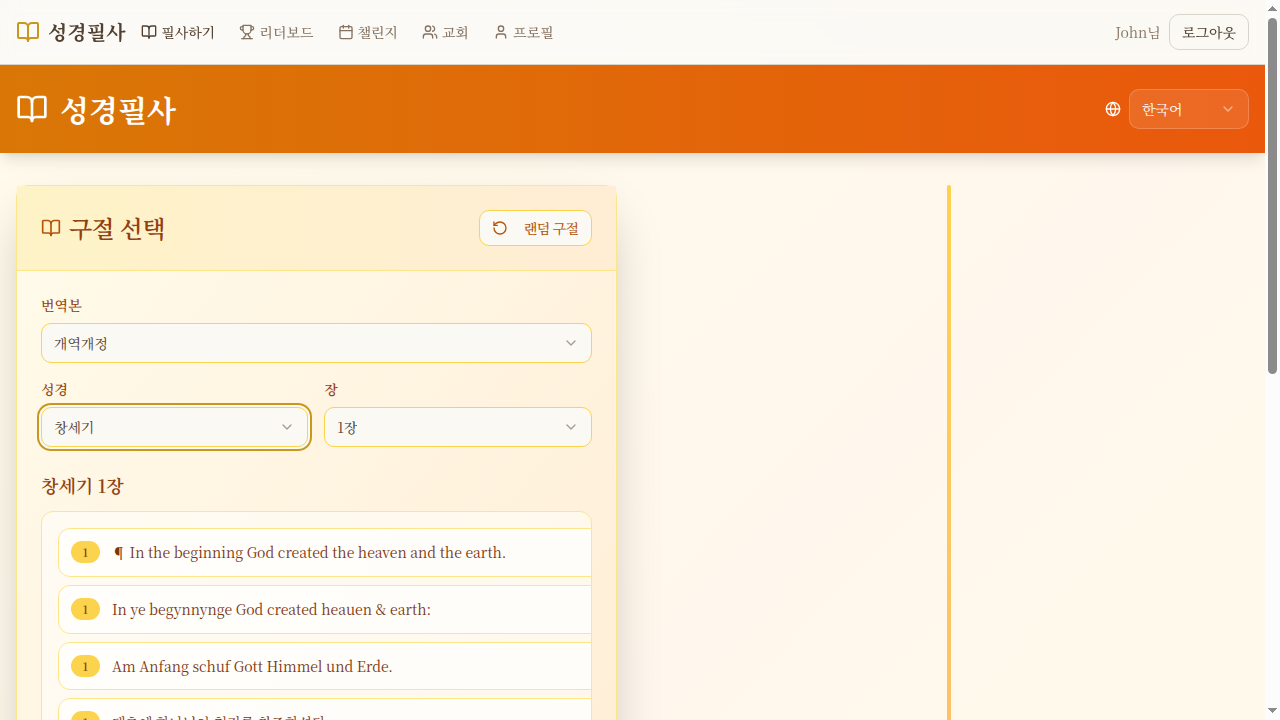 성경필사 필사하기 리더보드 챌린지 교회 프로필 John님 로그아웃
성경필사 한국어
구절 선택 랜덤 구절
번역본
개역개정
성경 장
창세기 1장
창세기 1장
1 ¶ In the beginning God created the heaven and the earth.
1 In ye begynnynge God created heauen & earth:
1 Am Anfang schuf Gott Himmel und Erde.